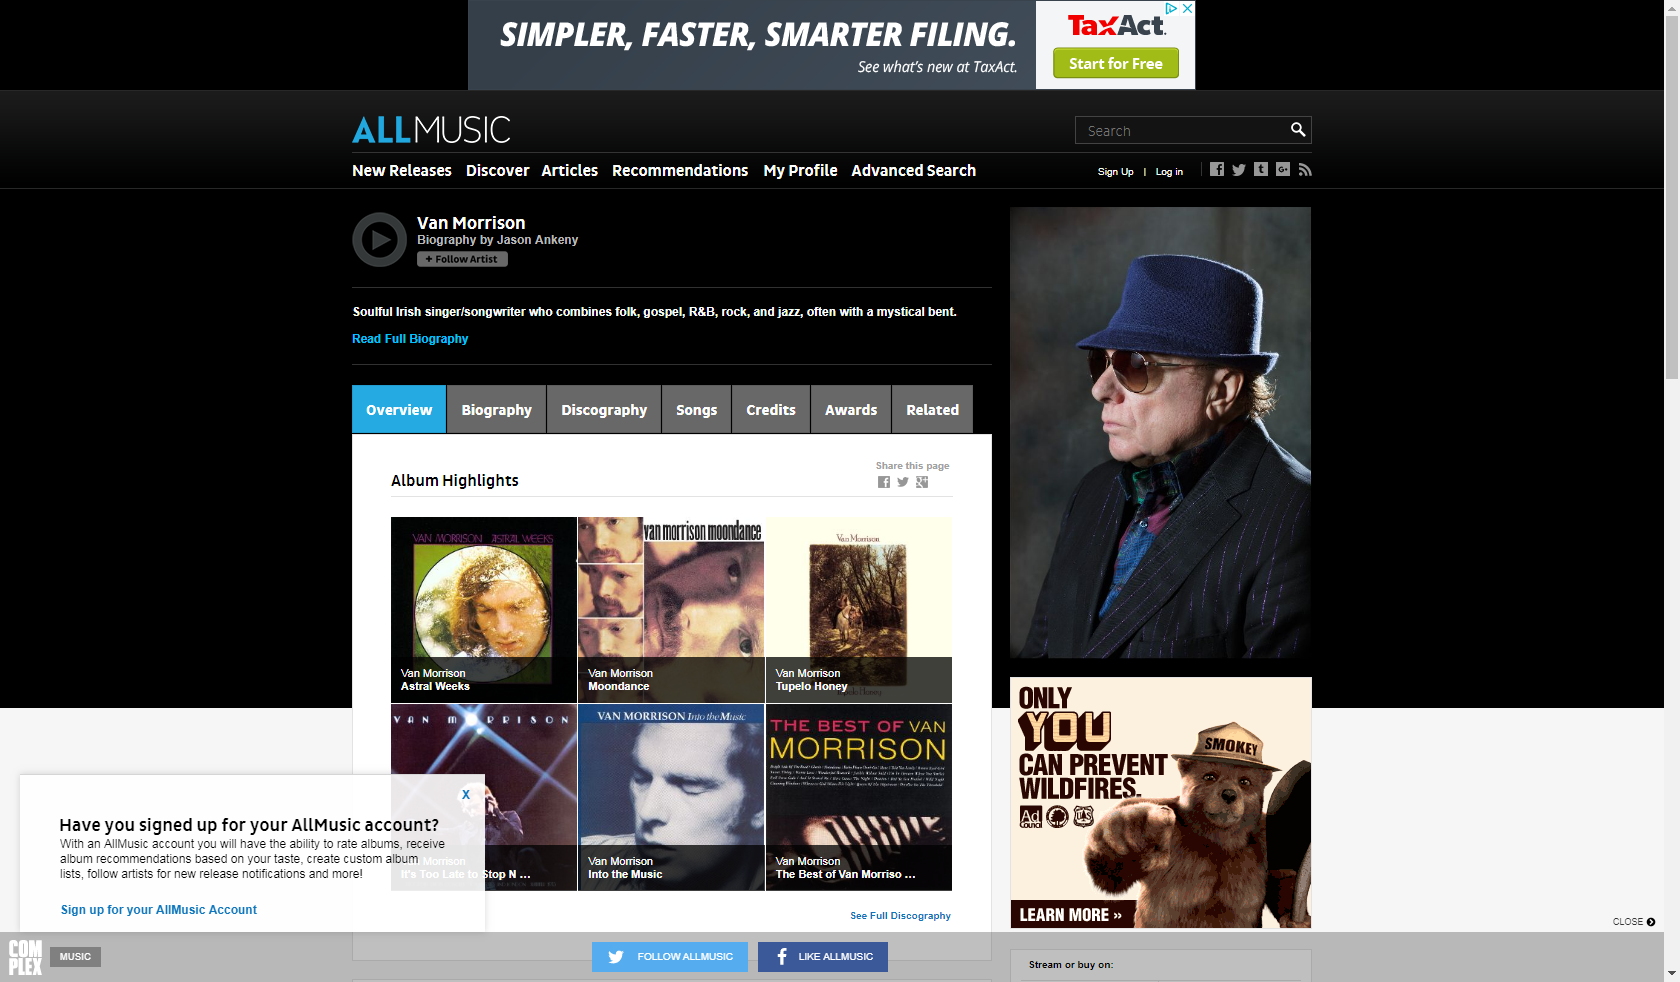 SIMPLER, FASTER, SMARTER FILING.
See what's new at TaxAct.
TaxAct.
Start for Free
ALLMUSIC
Search
New Releases Discover Articles Recommendations My Profile Advanced Search
Sign Up | Log in
Van Morrison
Biography by Jason Ankeny
+ Follow Artist
Soulful Irish singer/songwriter who combines folk, gospel, R&B, rock, and jazz, often with a mystical bent.
Read Full Biography
Overview Biography Discography Songs Credits Awards Related
Album Highlights
Share this page
VAN MORRISON ASTRAL WEEKS
van morrison moondance
Van Morrison
Van Morrison
Astral Weeks
Van Morrison
Moondance
Van Morrison
Tupelo Honey
Tupelo Honey
VAN MORRISON
VAN MORRISON Into the Music
THE BEST OF VAN
MORRISON
Morrison
It's Too Late to Stop N ...
Van Morrison
Into the Music
Van Morrison
The Best of Van Morriso ...
See Full Discography
X
Have you signed up for your AllMusic account?
With an AllMusic account you will have the ability to rate albums, receive
album recommendations based on your taste, create custom album
lists, follow artists for new release notifications and more!
Sign up for your AllMusic Account
ONLY
YOU
CAN PREVENT
WILDFIRES.
SMOKEY
Ad
Council
LEARN MORE »
CLOSE
COM
PLEX
MUSIC
FOLLOW ALLMUSIC
LIKE ALLMUSIC
Stream or buy on: